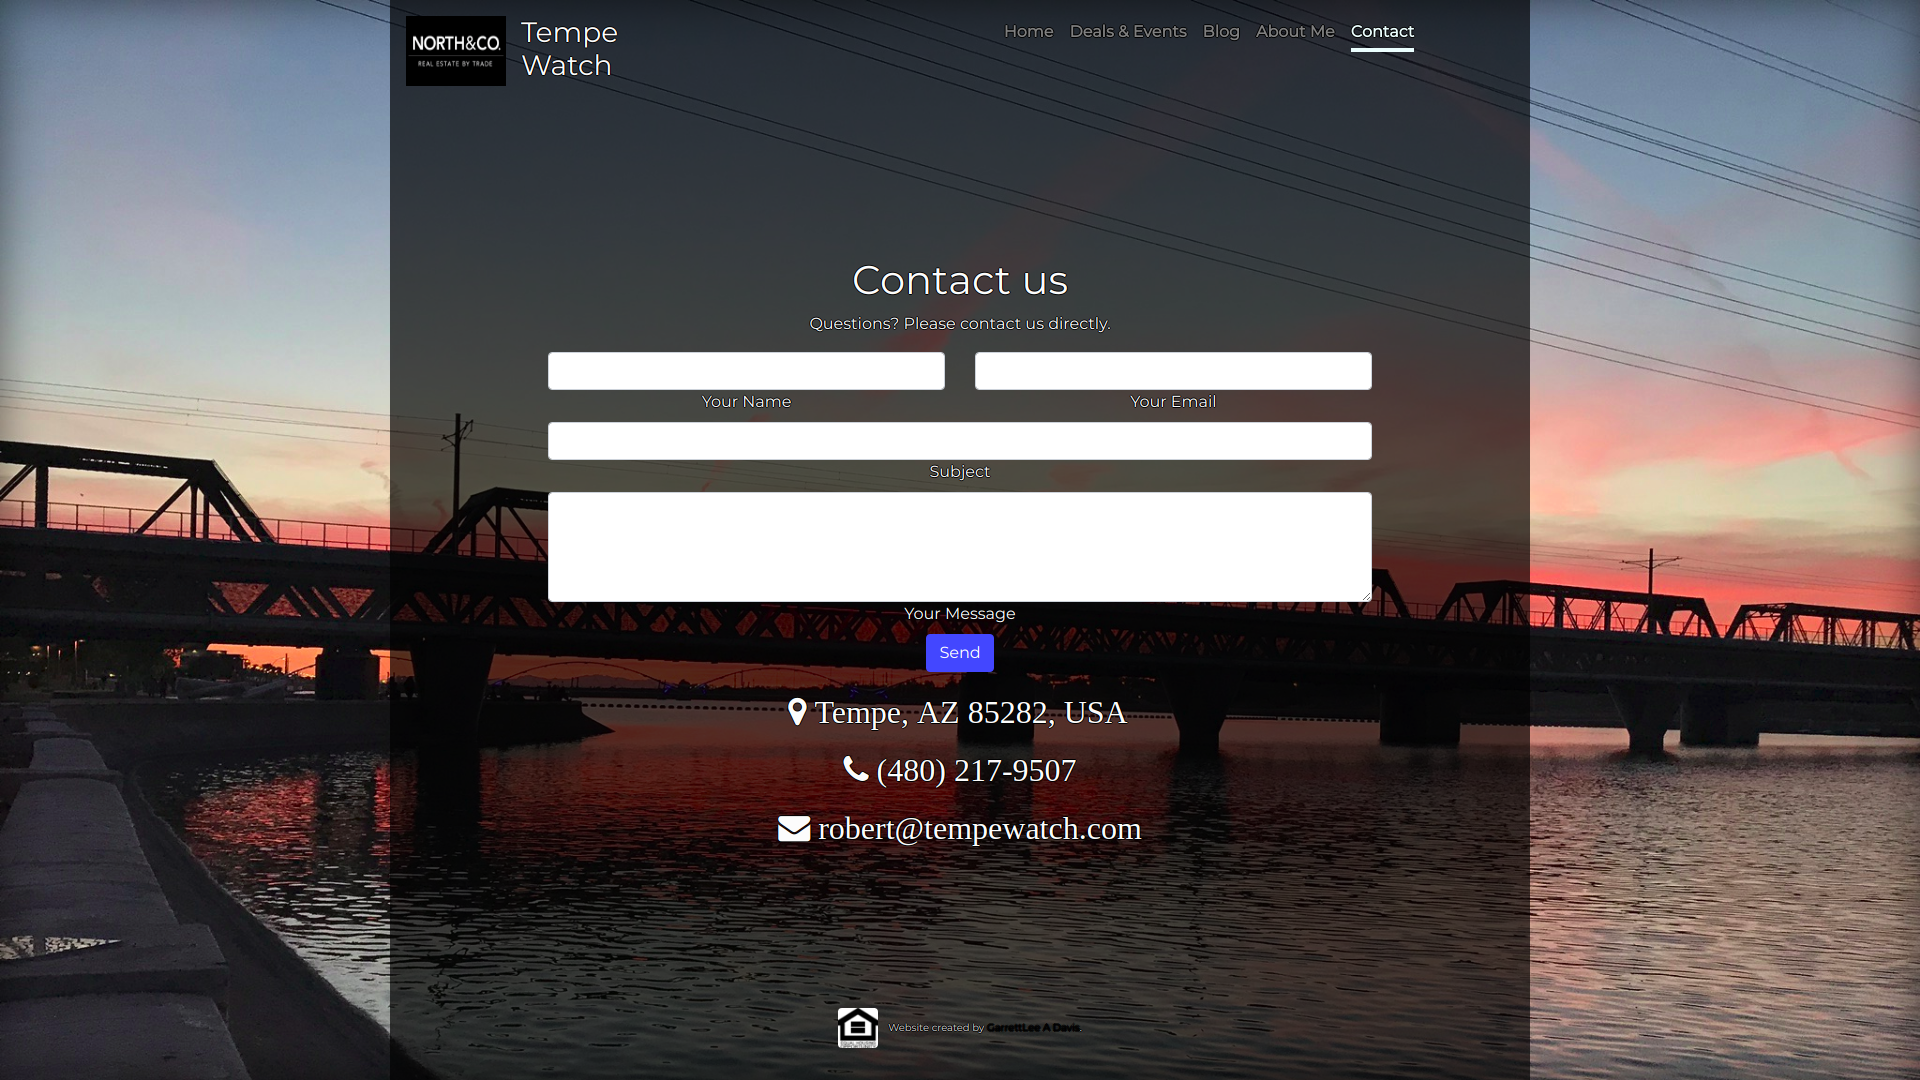 NORTH&CO.
REAL ESTATE BY TRADE
Tempe
Watch
Home Deals & Events Blog About Me Contact
Contact us
Questions? Please contact us directly.
Your Name Your Email
Subject
Your Message
Send
Tempe, AZ 85282, USA
(480) 217-9507
robert@tempewatch.com
Website created by GarrettLee A Davis.